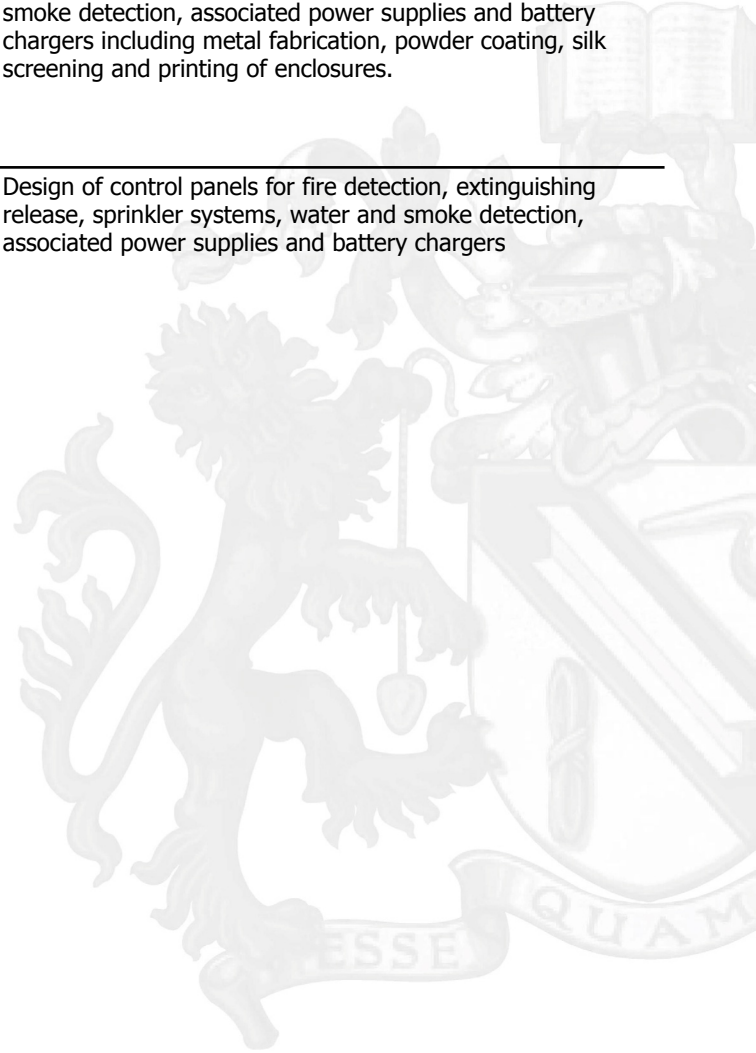 smoke detection, associated power supplies and battery
chargers including metal fabrication, powder coating, silk
screening and printing of enclosures.
Design of control panels for fire detection, extinguishing
release, sprinkler systems, water and smoke detection,
associated power supplies and battery chargers
ESSE
QUAM